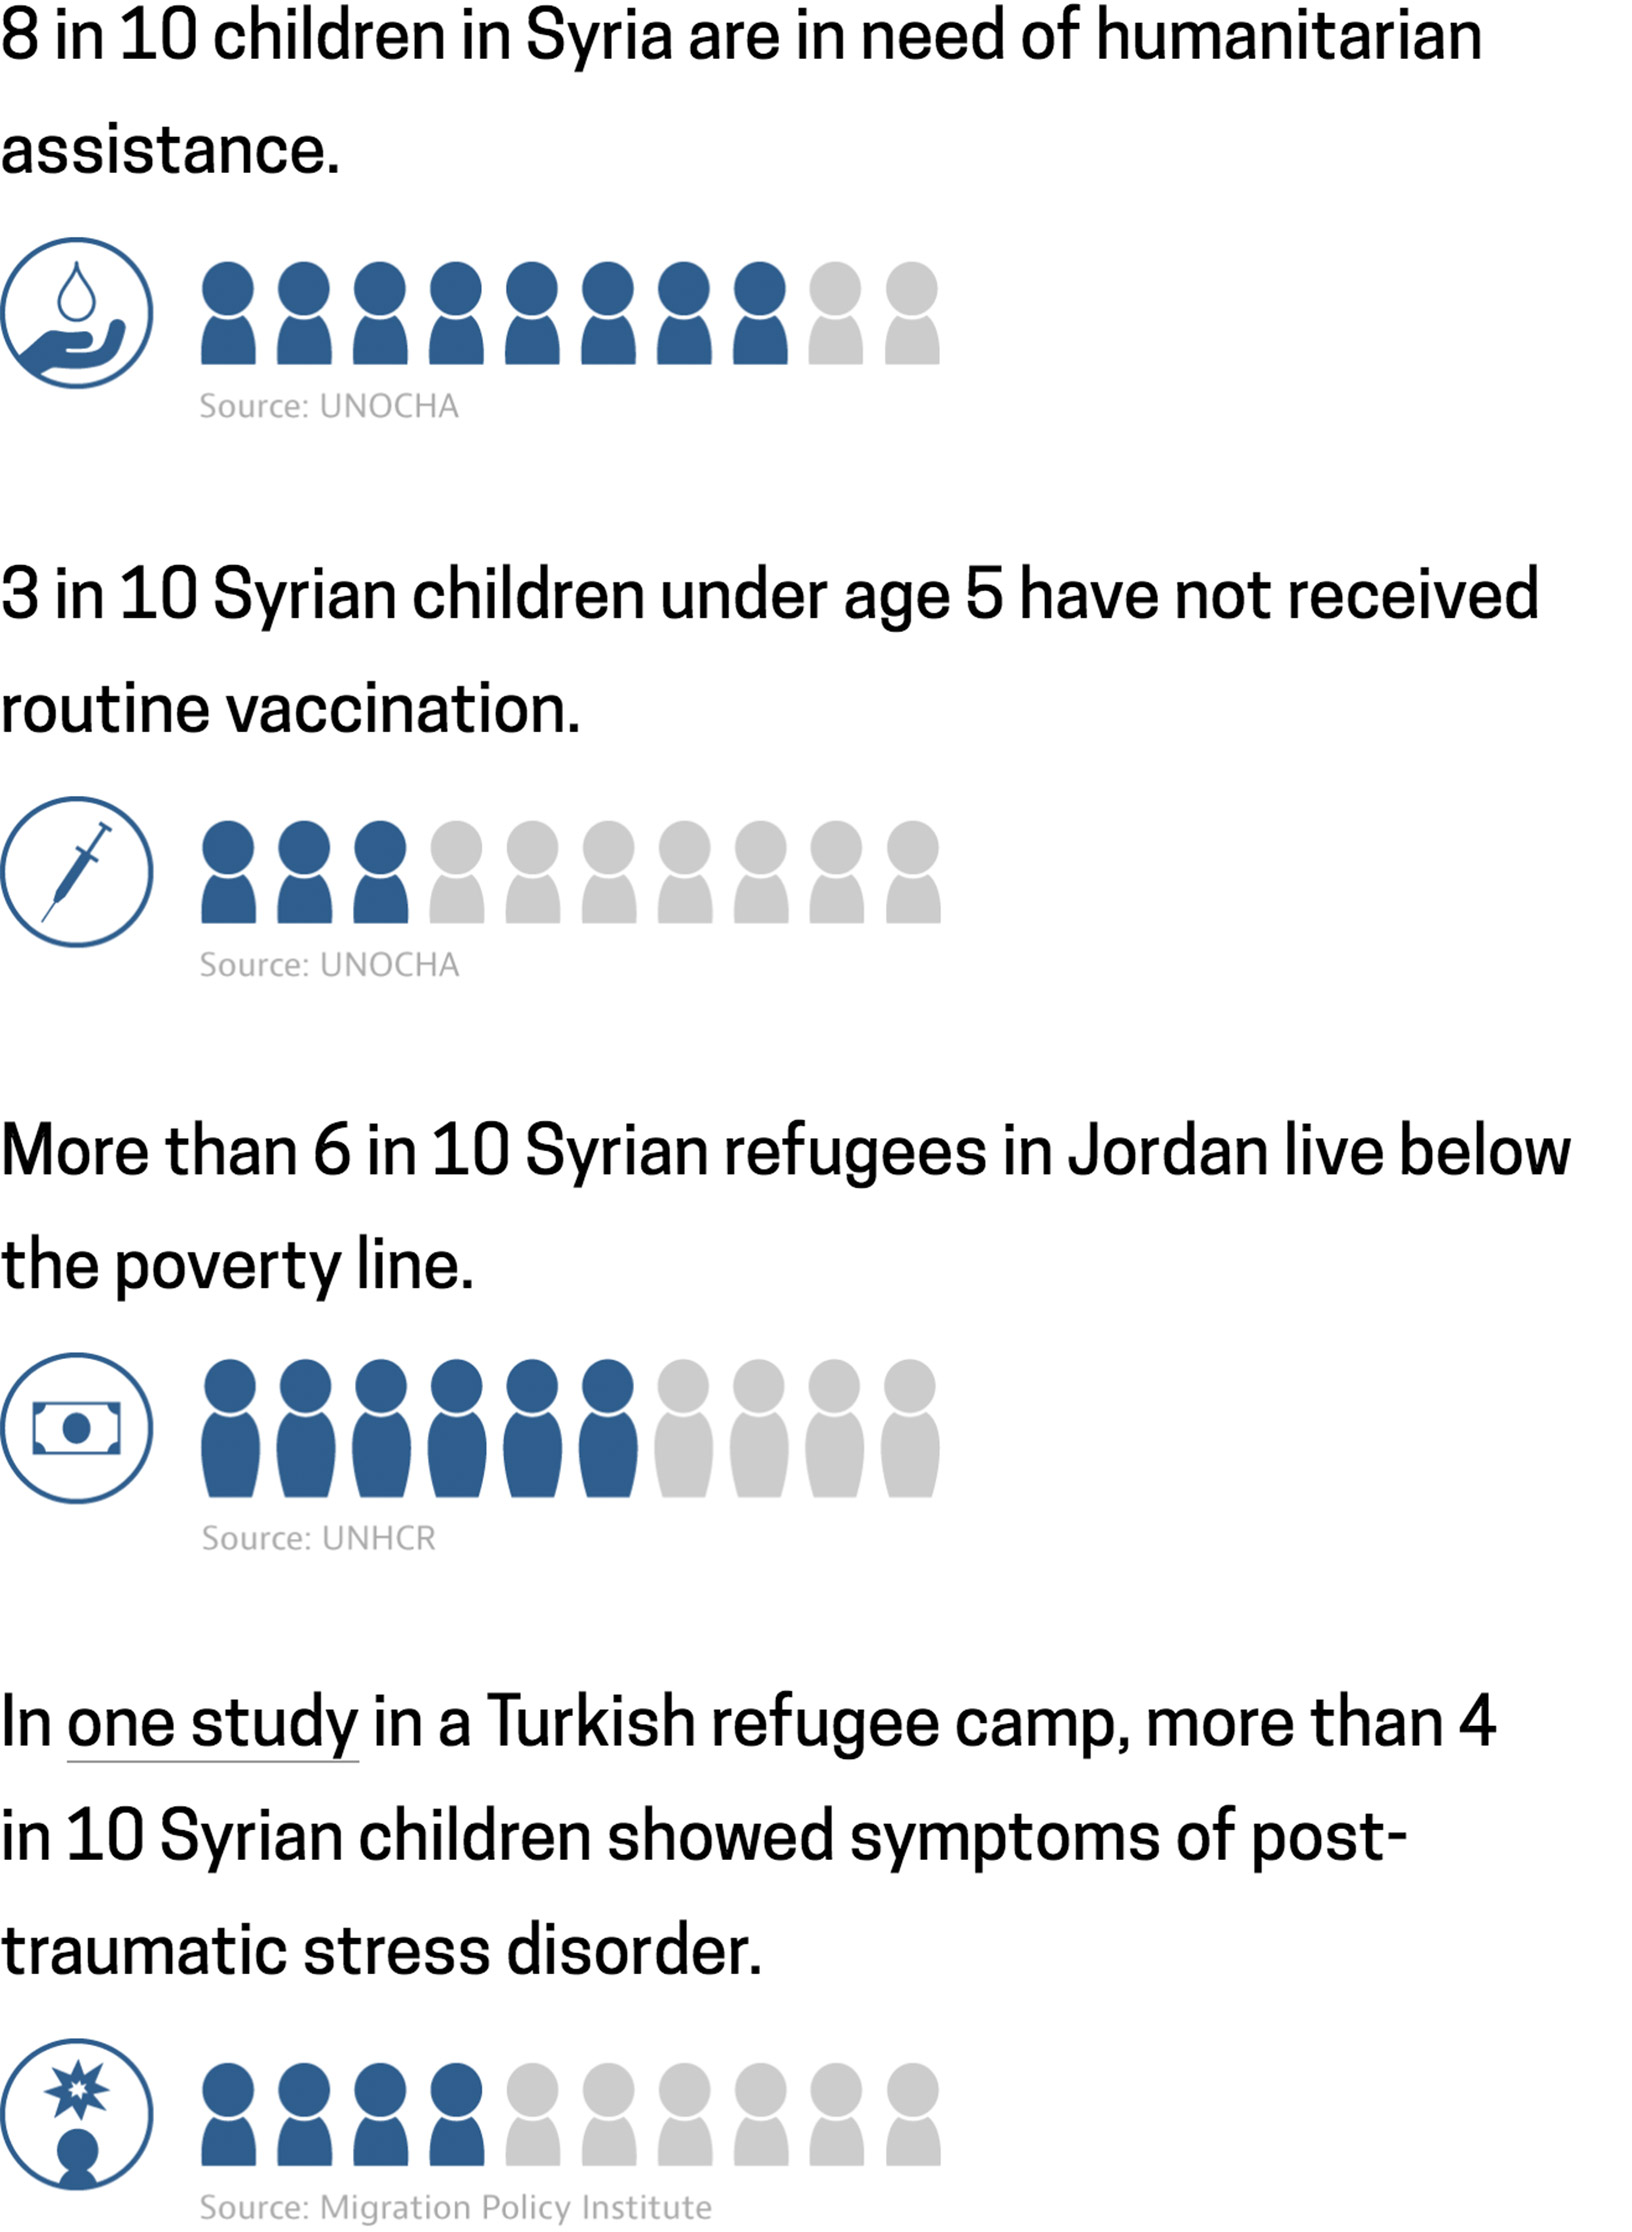 8 in 10 children in Syria are in need of humanitarian
assistance.
Source: UNOCHA
3 in 10 Syrian children under age 5 have not received
routine vaccination.
Source: UNOCHA
More than 6 in 10 Syrian refugees in Jordan live below
the poverty line.
Source: UNHCR
In one study in a Turkish refugee camp, more than 4
in 10 Syrian children showed symptoms of post-
traumatic stress disorder.
Source: Migration Policy Institute